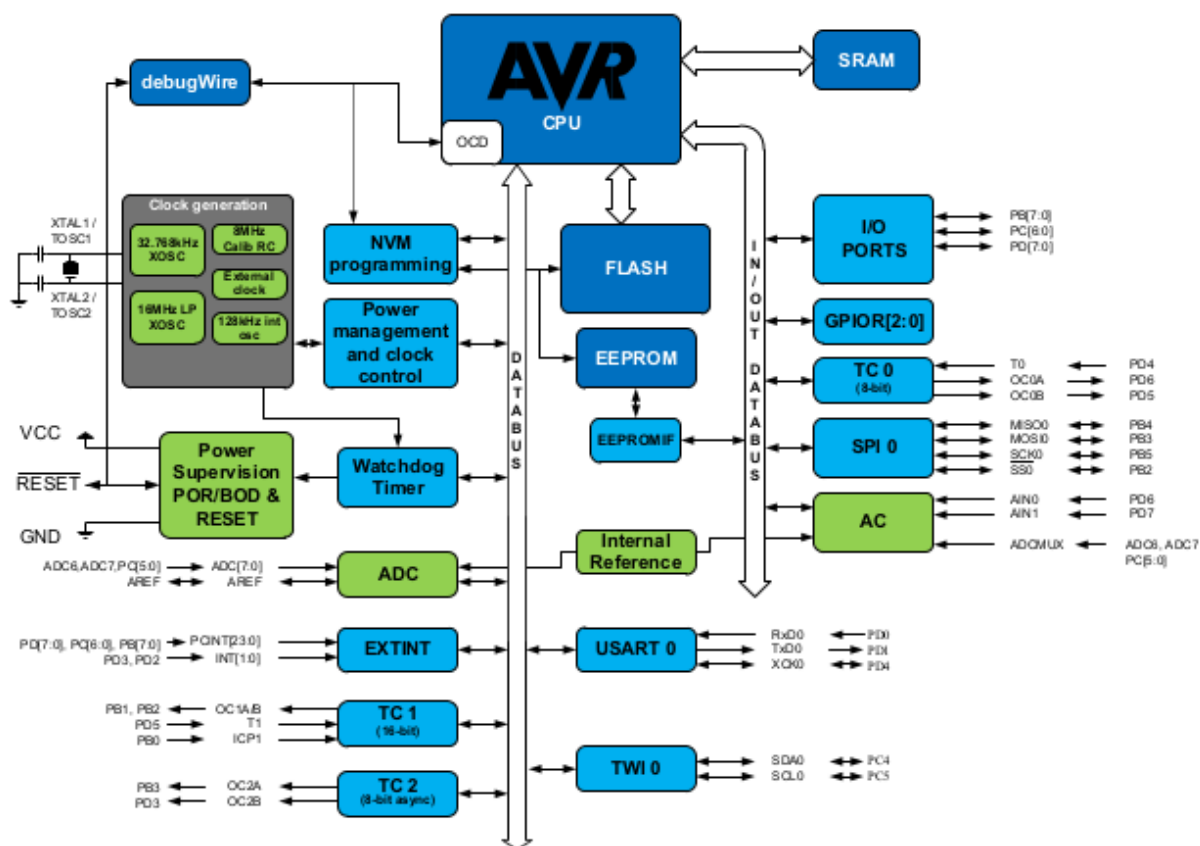 AVR
CPU
OCD
SRAM
debugWire
Clock generation
XTAL1 /
TOSC1
32.768kHz
XOSC
8MHz
Calib RC
External
clock
XTAL2 /
TOSC2
16MHz LP
XOSC
128kHz int
osc
NVM
programming
FLASH
I/O
PORTS
PB[7:0]
PC[6:0]
PD[7:0]
GPIOR[2:0]
Power
management
and clock
control
EEPROM
EEPROMIF
DATABUS
IN/OUT DATABUS
TC 0
(8-bit)
T0 PD4
OC0A PD6
OC0B PD5
SPI 0
MISO0 PB4
MOSI0 PB3
SCK0 PB5
SS0 PB2
VCC
RESET
GND
Power
Supervision
POR/BOD &
RESET
Watchdog
Timer
AC
AIN0 PD6
AIN1 PD7
ADCMUX ADC6, ADC7
PC[5:0]
Internal
Reference
ADC6,ADC7,PC[5:0] ADC[7:0]
AREF AREF
ADC
PD[7:0], PC[6:0], PB[7:0] PCINT[23:0]
PD3, PD2 INT[1:0]
EXTINT
USART 0
RxD0 PD0
TxD0 PD1
XCK0 PD4
PB1, PB2 OC1A/B
PD5 T1
PB0 ICP1
TC 1
(16-bit)
TWI 0
SDA0 PC4
SCL0 PC5
PB3 OC2A
PD3 OC2B
TC 2
(8-bit async)